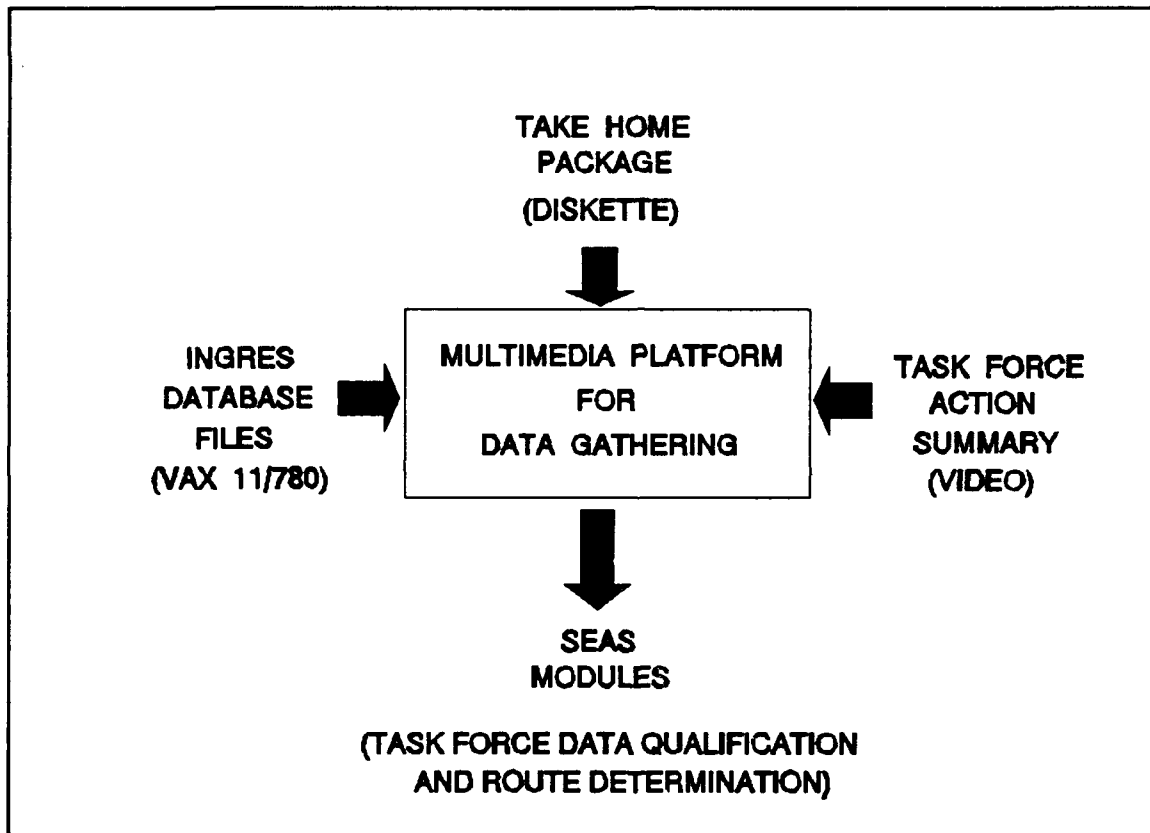 TAKE HOME
PACKAGE
(DISKETTE)
INGRES
DATABASE
FILES
(VAX 11/780)
MULTIMEDIA PLATFORM
FOR
DATA GATHERING
TASK FORCE
ACTION
SUMMARY
(VIDEO)
SEAS
MODULES
(TASK FORCE DATA QUALIFICATION
AND ROUTE DETERMINATION)